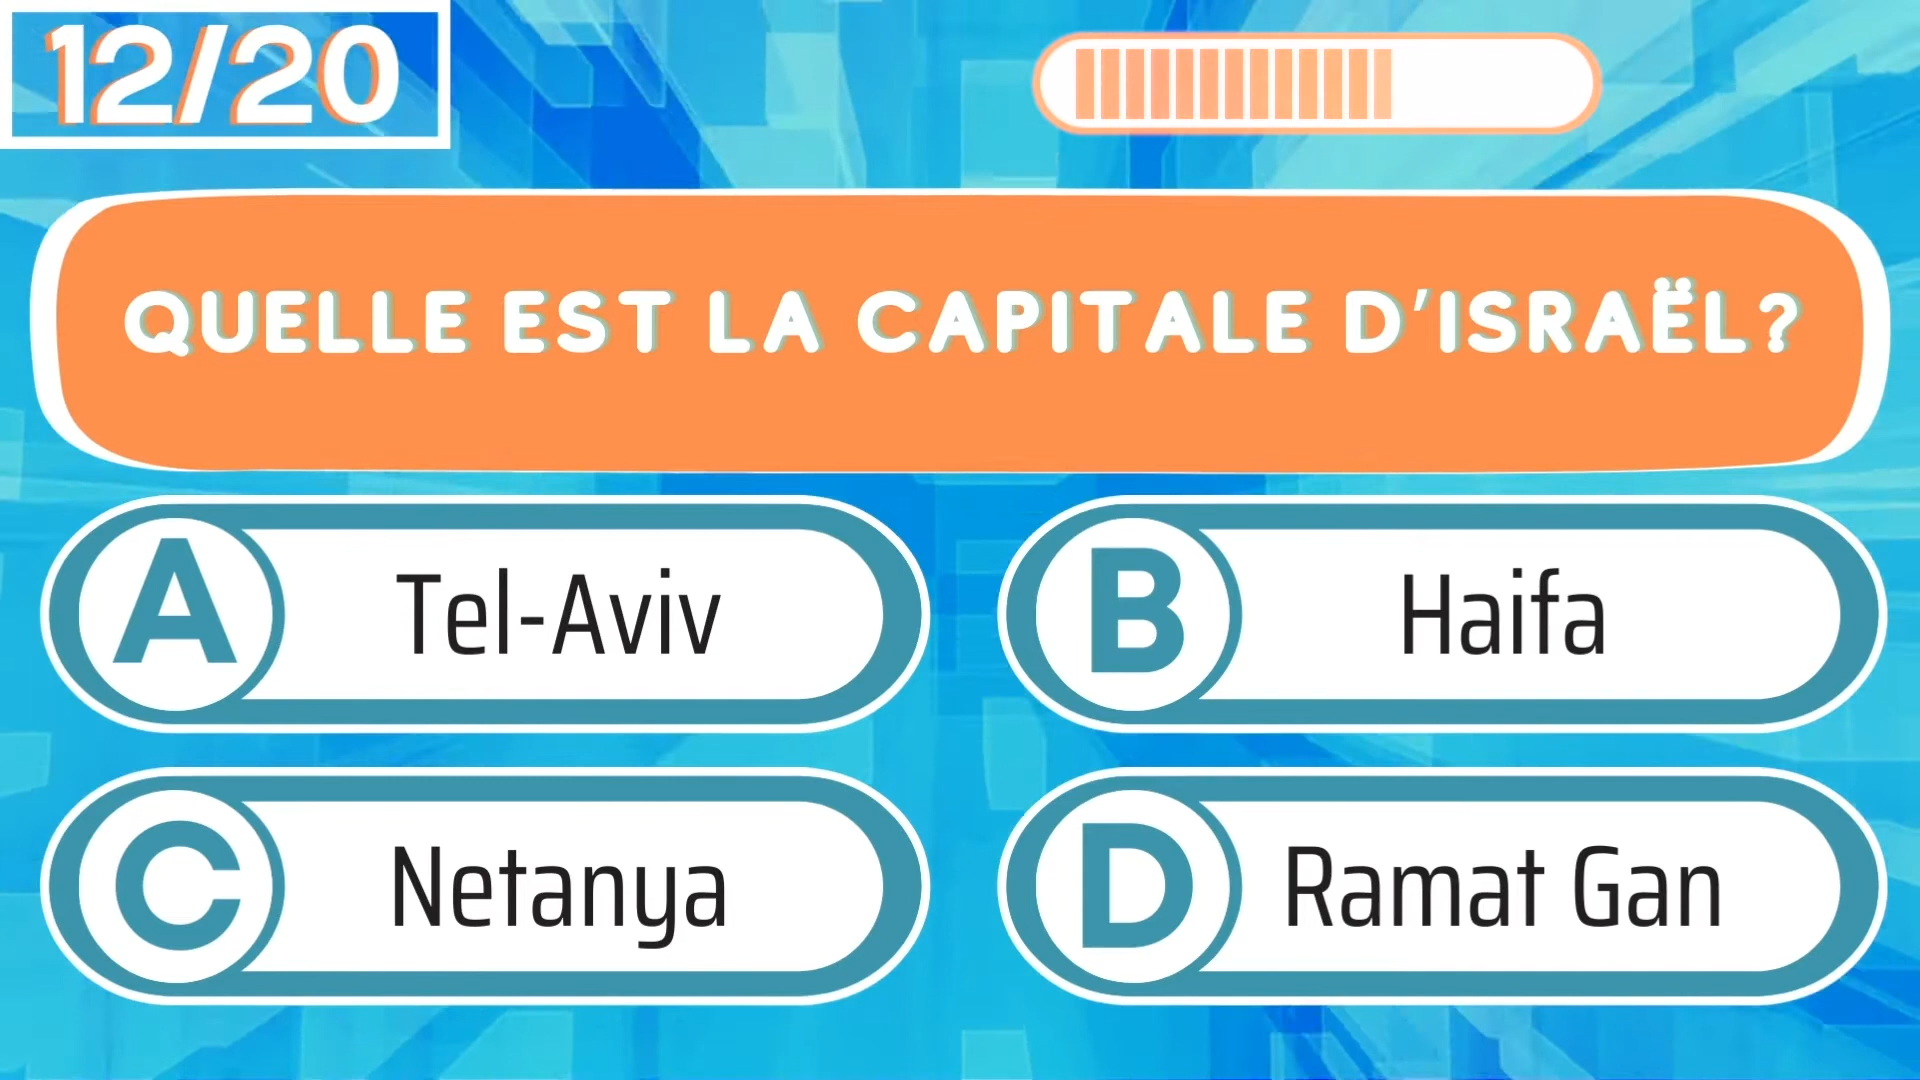 12/20
QUELLE EST LA CAPITALE D'ISRAËL?
A Tel-Aviv
B Haifa
C Netanya
D Ramat Gan